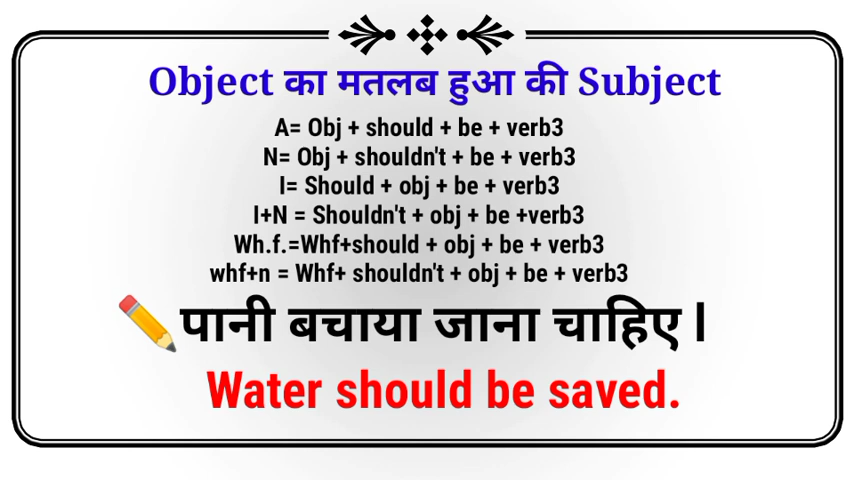 Object का मतलब हुआ की Subject
A= Obj + should + be + verb3
N= Obj + shouldn't + be + verb3
I= Should + obj + be + verb3
I+N = Shouldn't + obj + be +verb3
Wh.f.=Whf+should + obj + be + verb3
whf+n = Whf+ shouldn't + obj + be + verb3
पानी बचाया जाना चाहिए।
Water should be saved.